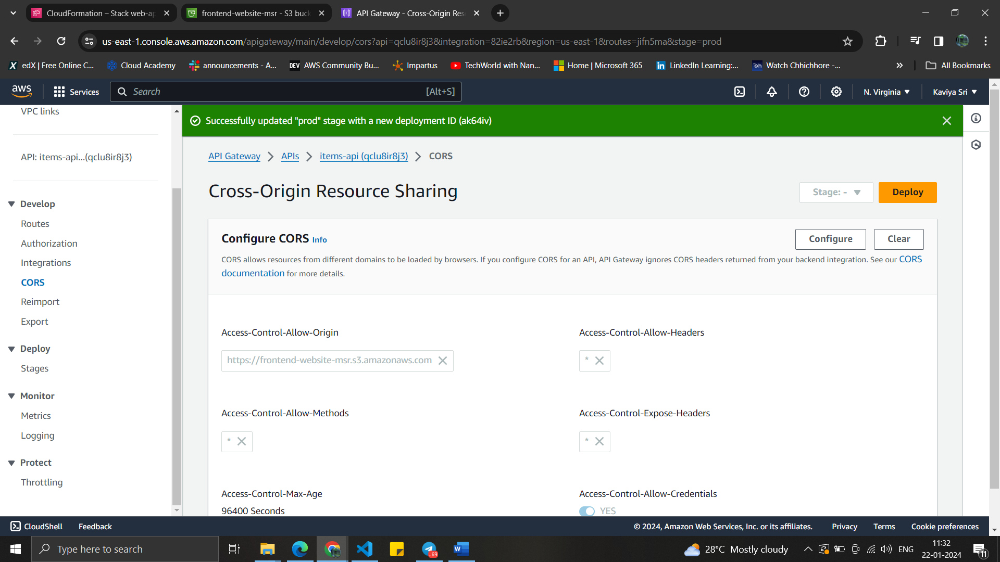 CloudFormation – Stack web-ap
frontend-website-msr - S3 buck
API Gateway - Cross-Origin Res
us-east-1.console.aws.amazon.com/apigateway/main/develop/cors?api=qclu8ir8j3&integration=82ie2rb&region=us-east-1&routes=jifn5ma&stage=prod
edX | Free Online C...
Cloud Academy
announcements - A...
DEV AWS Community Bu...
Impartus
TechWorld with Nan...
Home | Microsoft 365
LinkedIn Learning:...
Watch Chhichhore -...
All Bookmarks
aws
Services
Search
[Alt+S]
N. Virginia
Kaviya Sri
VPC links
API: items-api...(qclu8ir8j3)
Develop
Routes
Authorization
Integrations
CORS
Reimport
Export
Deploy
Stages
Monitor
Metrics
Logging
Protect
Throttling
Successfully updated "prod" stage with a new deployment ID (ak64iv)
API Gateway
APIs
items-api (qclu8ir8j3)
CORS
Cross-Origin Resource Sharing
Stage: -
Deploy
Configure CORS Info
Configure
Clear
CORS allows resources from different domains to be loaded by browsers. If you configure CORS for an API, API Gateway ignores CORS headers returned from your backend integration. See our CORS
documentation for more details.
Access-Control-Allow-Origin
https://frontend-website-msr.s3.amazonaws.com
Access-Control-Allow-Headers
*
Access-Control-Allow-Methods
*
Access-Control-Expose-Headers
*
Access-Control-Max-Age
96400 Seconds
Access-Control-Allow-Credentials
YES
CloudShell
Feedback
© 2024, Amazon Web Services, Inc. or its affiliates.
Privacy
Terms
Cookie preferences
Type here to search
..69
28°C Mostly cloudy
ENG
11:32
22-01-2024
11